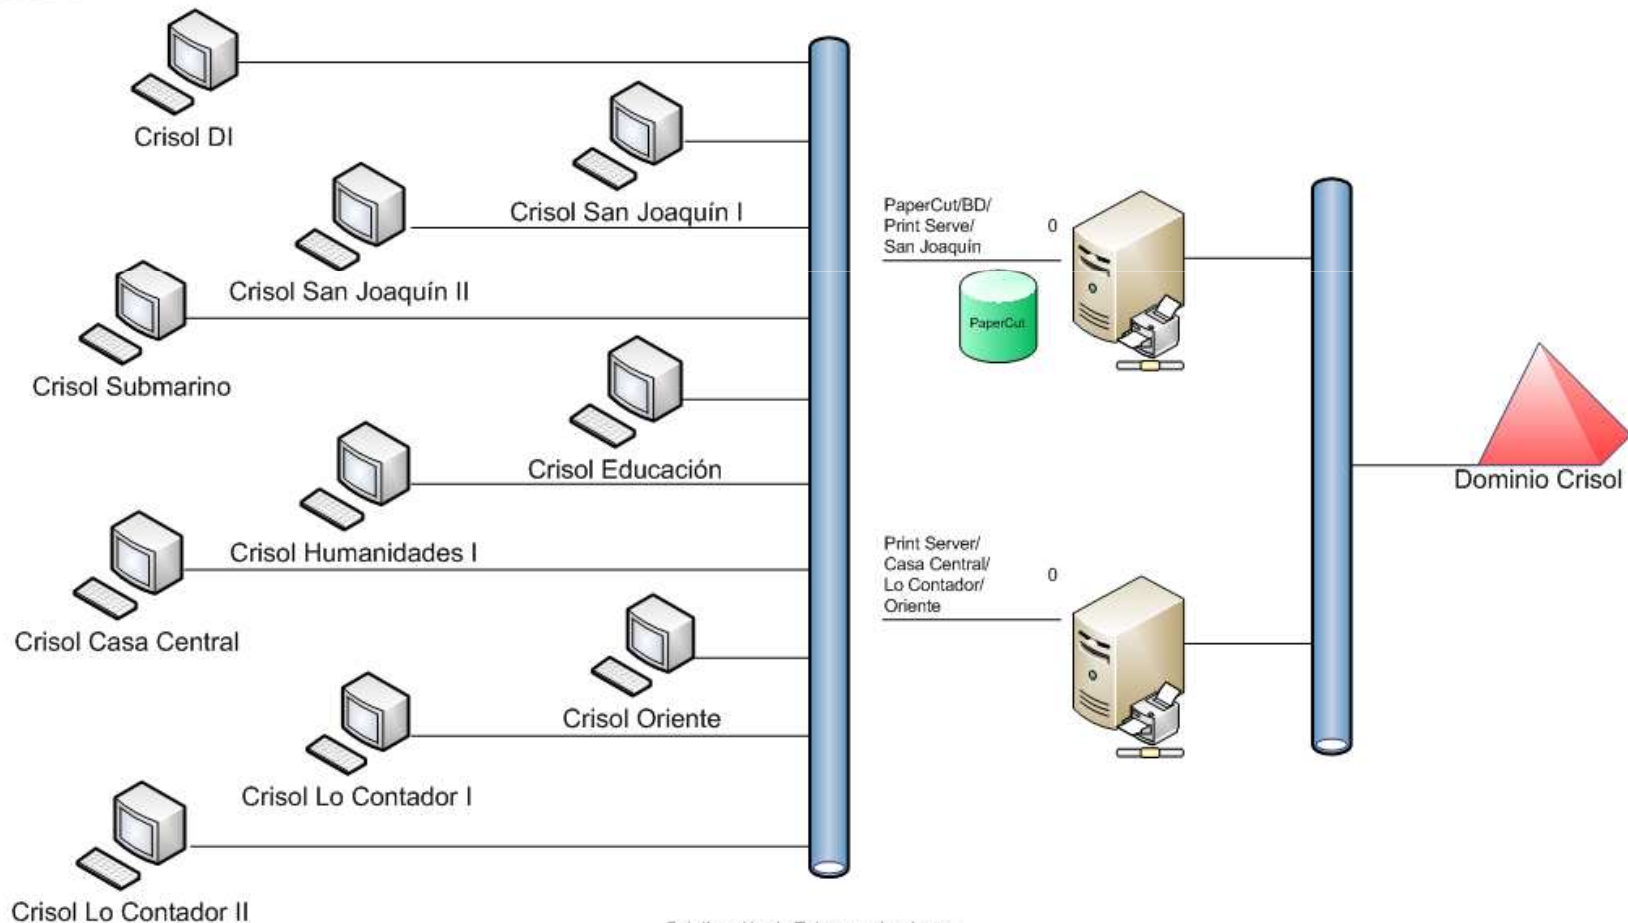 Crisol DI
Crisol San Joaquín I
Crisol San Joaquín II
Crisol Submarino
Crisol Educación
Crisol Humanidades I
Crisol Casa Central
Crisol Oriente
Crisol Lo Contador I
Crisol Lo Contador II
PaperCut/BD/
Print Serve/
San Joaquín
0
PaperCut
Print Server/
Casa Central/
Lo Contador/
Oriente
0
Dominio Crisol